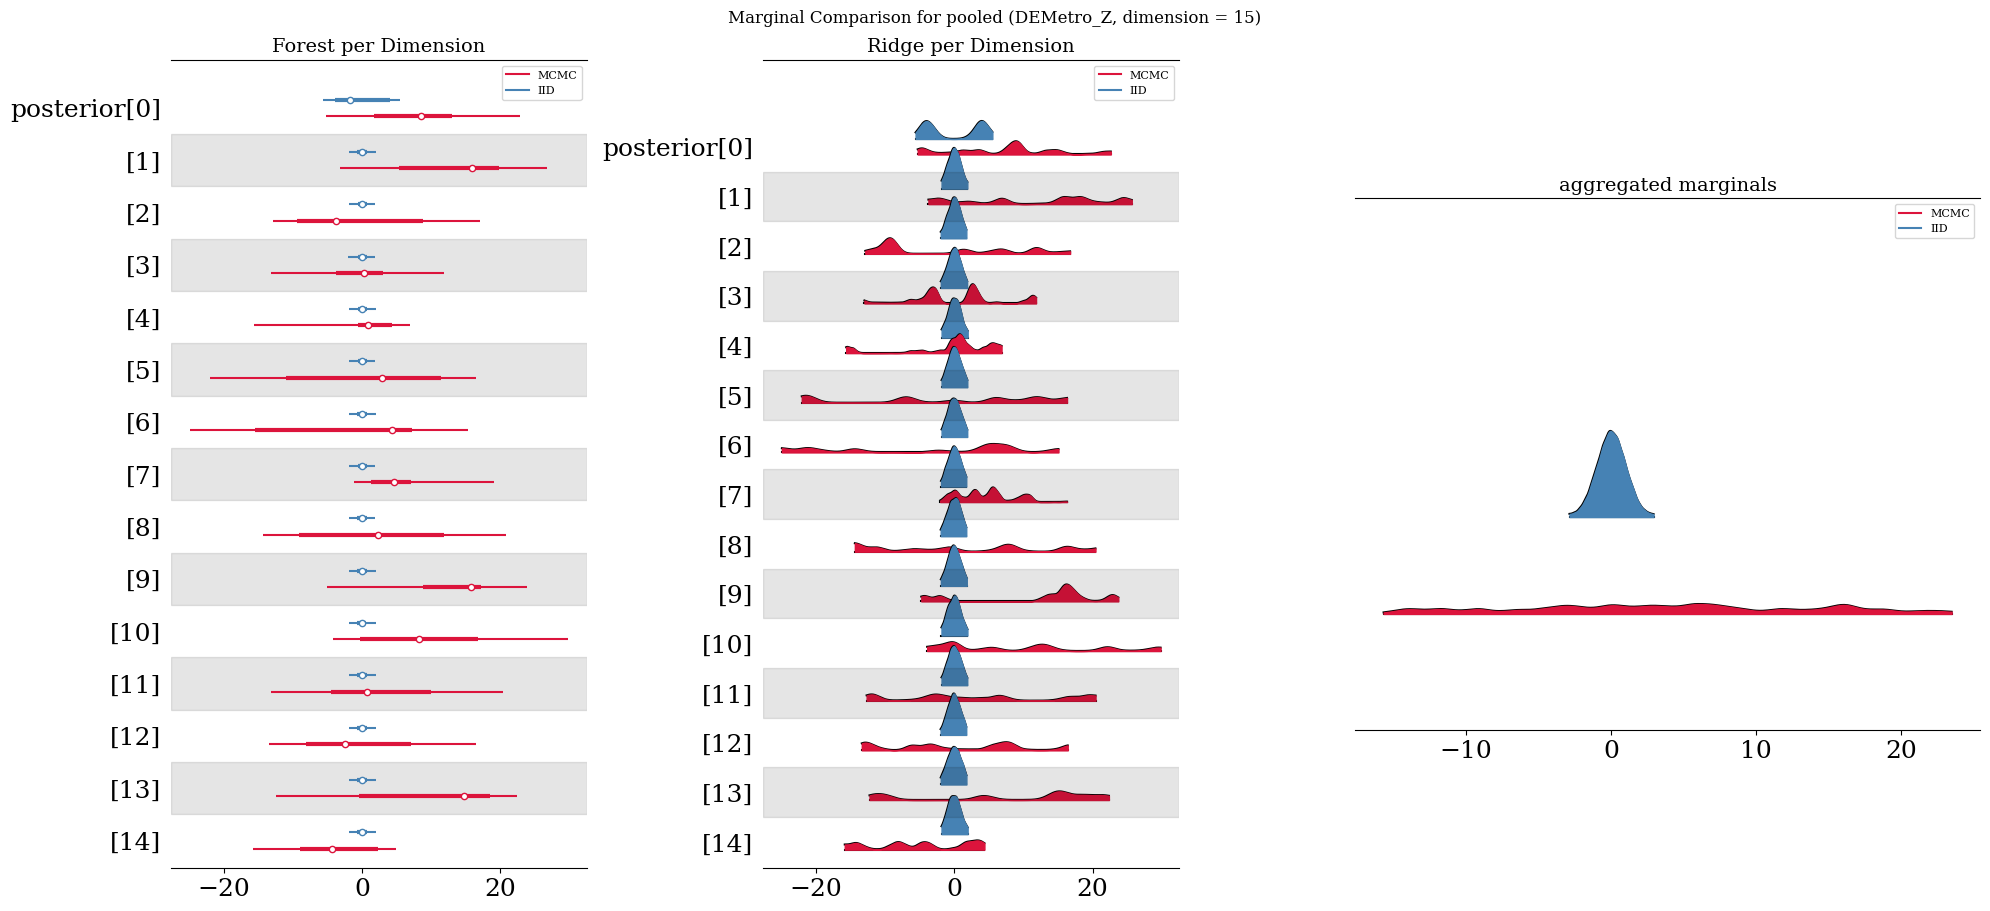 Marginal Comparison for pooled (DEMetro_Z, dimension = 15)
Forest per Dimension
MCMC
IID
posterior[0]
[1]
[2]
[3]
[4]
[5]
[6]
[7]
[8]
[9]
[10]
[11]
[12]
[13]
[14]
−20 0 20
Ridge per Dimension
MCMC
IID
posterior[0]
[1]
[2]
[3]
[4]
[5]
[6]
[7]
[8]
[9]
[10]
[11]
[12]
[13]
[14]
−20 0 20
aggregated marginals
MCMC
IID
−10 0 10 20